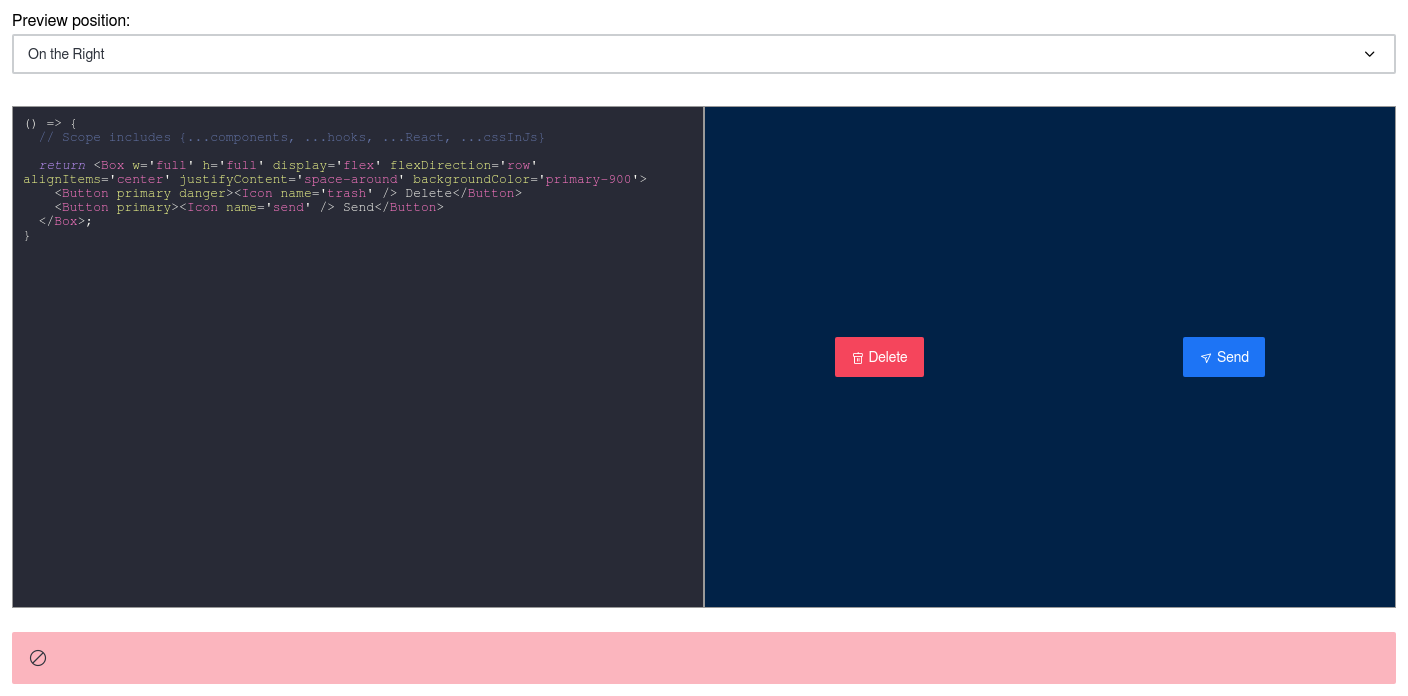 Preview position:
On the Right
() => {
  // Scope includes {...components, ...hooks, ...React, ...cssInJs}
  return <Box w='full' h='full' display='flex' flexDirection='row'
alignItems='center' justifyContent='space-around' backgroundColor='primary-900'>
    <Button primary danger><Icon name='trash' /> Delete</Button>
    <Button primary><Icon name='send' /> Send</Button>
  </Box>;
}
Delete
Send